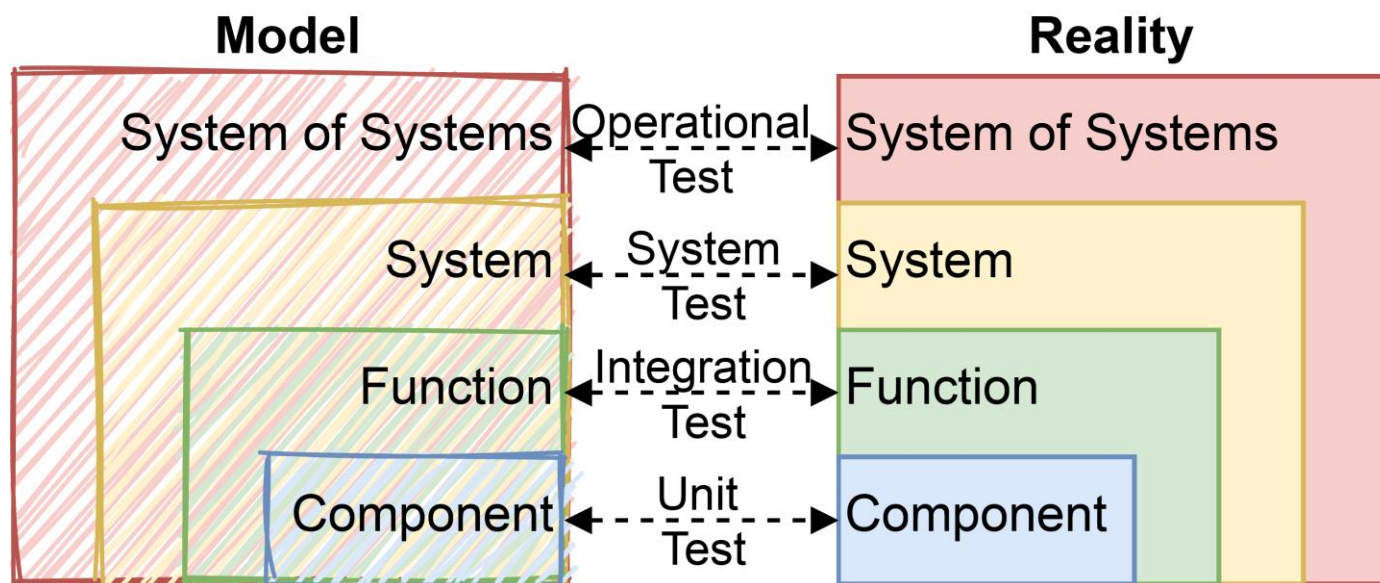 Model
Reality
System of Systems
Operational
Test
System of Systems
System
System
Test
System
Function
Integration
Test
Function
Component
Unit
Test
Component